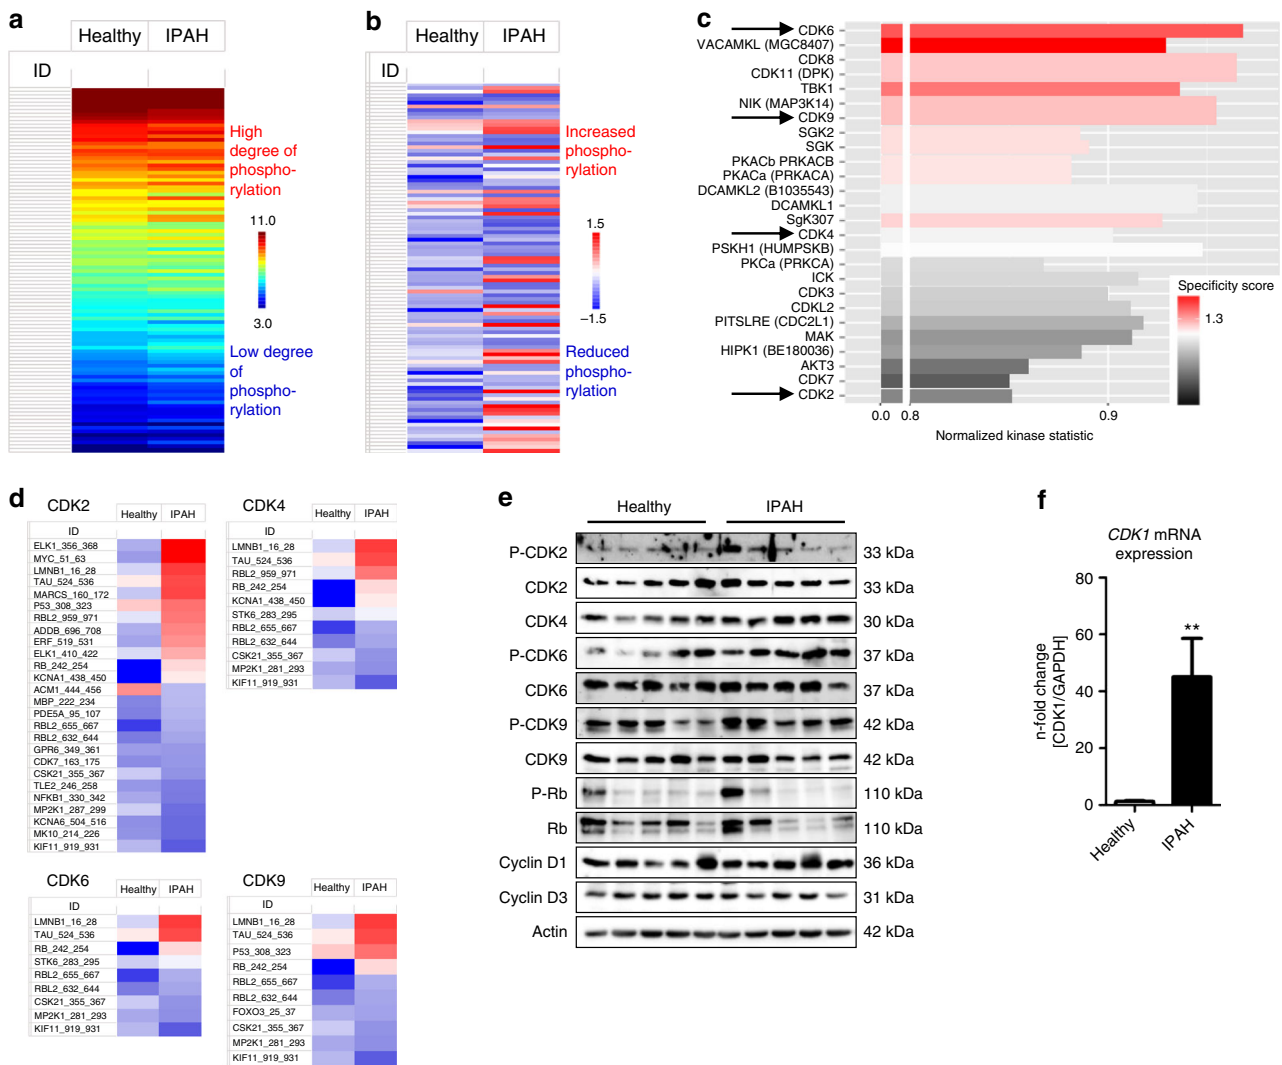 a
Healthy IPAH
ID
High
degree of
phospho-
rylation
11.0
3.0
Low degree
of
phospho-
rylation
b
Healthy IPAH
ID
Increased
phospho-
rylation
1.5
−1.5
Reduced
phospho-
rylation
c
CDK6
VACAMKL (MGC8407)
CDK8
CDK11 (DPK)
TBK1
NIK (MAP3K14)
CDK9
SGK2
SGK
PKACb PRKACB
PKACa (PRKACA)
DCAMKL2 (B1035543)
DCAMKL1
SgK307
CDK4
PSKH1 (HUMPSKB)
PKCa (PRKCA)
ICK
CDK3
CDKL2
PITSLRE (CDC2L1)
MAK
HIPK1 (BE180036)
AKT3
CDK7
CDK2
0.0 0.8 0.9
Normalized kinase statistic
Specificity score
1.3
d
CDK2
Healthy IPAH
ID
ELK1_356_368
MYC_51_63
LMNB1_16_28
TAU_524_536
MARCS_160_172
P53_308_323
RBL2_959_971
ADDB_696_708
ERF_519_531
ELK1_410_422
RB_242_254
KCNA1_438_450
ACM1_444_456
MBP_222_234
PDE5A_95_107
RBL2_655_667
RBL2_632_644
GPR6_349_361
CDK7_163_175
CSK21_355_367
TLE2_246_258
NFKB1_330_342
MP2K1_287_299
KCNA6_504_516
MK10_214_226
KIF11_919_931
CDK4
Healthy IPAH
ID
LMNB1_16_28
TAU_524_536
RBL2_959_971
RB_242_254
KCNA1_438_450
STK6_283_295
RBL2_655_667
RBL2_632_644
CSK21_355_367
MP2K1_281_293
KIF11_919_931
CDK6
Healthy IPAH
ID
LMNB1_16_28
TAU_524_536
RB_242_254
STK6_283_295
RBL2_655_667
RBL2_632_644
CSK21_355_367
MP2K1_281_293
KIF11_919_931
CDK9
Healthy IPAH
ID
LMNB1_16_28
TAU_524_536
P53_308_323
RB_242_254
RBL2_655_667
RBL2_632_644
FOXO3_25_37
CSK21_355_367
MP2K1_281_293
KIF11_919_931
e
Healthy IPAH
P-CDK2 33 kDa
CDK2 33 kDa
CDK4 30 kDa
P-CDK6 37 kDa
CDK6 37 kDa
P-CDK9 42 kDa
CDK9 42 kDa
P-Rb 110 kDa
Rb 110 kDa
Cyclin D1 36 kDa
Cyclin D3 31 kDa
Actin 42 kDa
f
CDK1 mRNA
expression
n-fold change
[CDK1/GAPDH]
80
60
40
20
0
**
Healthy
IPAH